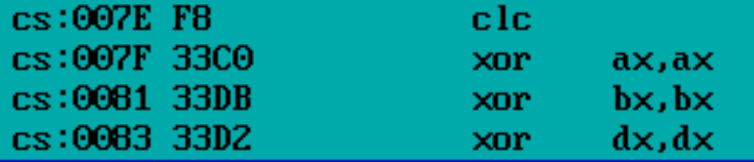 cs:007E F8 clc
cs:007F 33C0 xor ax,ax
cs:0081 33DB xor bx,bx
cs:0083 33D2 xor dx,dx